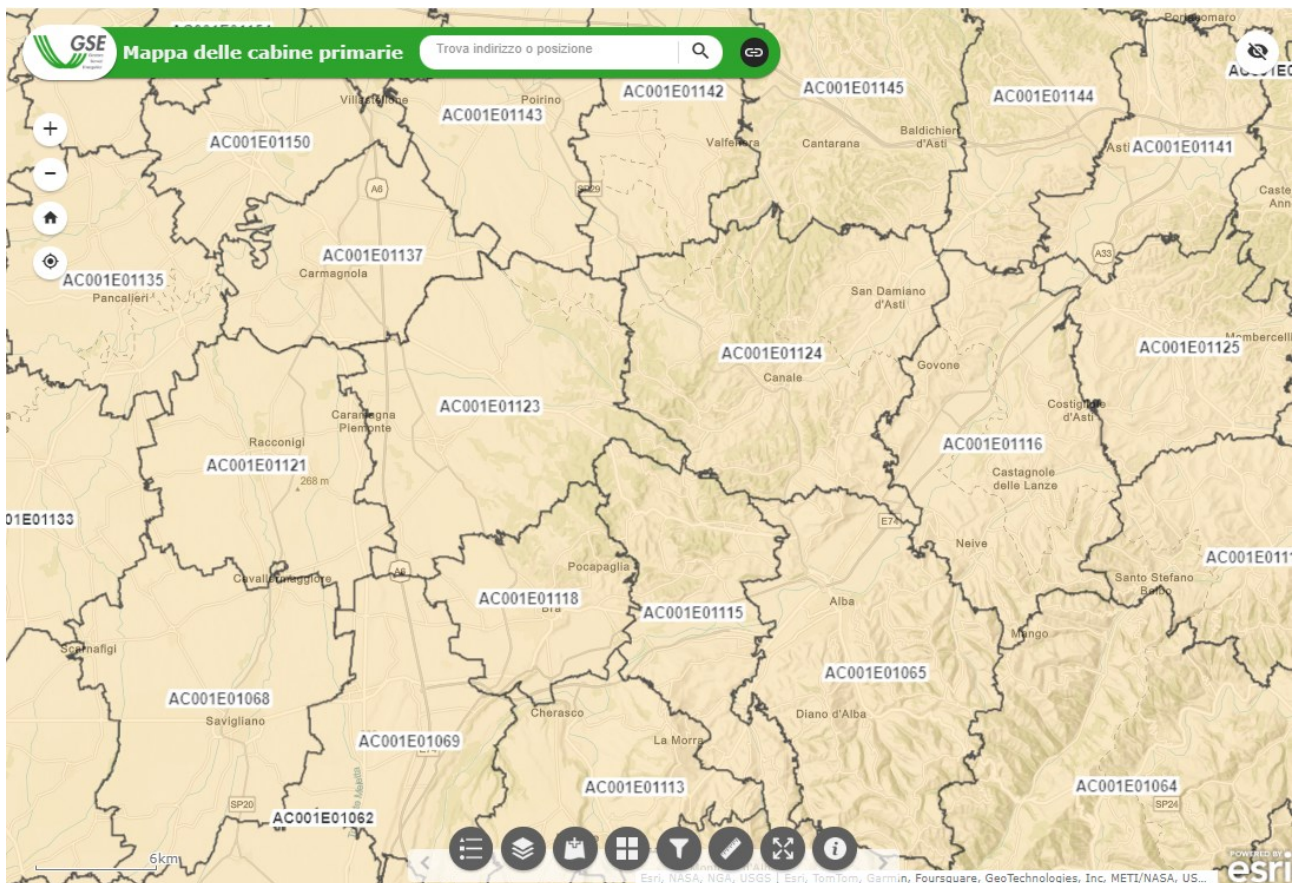 GSE
Mappa delle cabine primarie
Trova indirizzo o posizione
AC001E01142
AC001E01145
AC001E01144
Villastellone
Poirino
AC001E01143
AC001E01150
Valfenera
Cantarana
Baldichieri
d'Asti
Asti
AC001E01141
A6
SP29
AC001E01137
Carmagnola
AC001E01135
Pancalieri
A33
San Damiano
d'Asti
AC001E01124
Canale
Govone
AC001E01125
AC001E01123
Caramagna
Piemonte
Costigliole
d'Asti
Racconigi
AC001E01121
268 m
AC001E01116
Castagnole
delle Lanze
01E01133
E74
Neive
AC001E011
Cavallermaggiore
A6
Pocapaglia
Santo Stefano
Belbo
AC001E01118
Bra
AC001E01115
Alba
Mango
Scarnafigi
AC001E01065
AC001E01068
Savigliano
Cherasco
Diano d'Alba
AC001E01069
La Morra
AC001E01113
AC001E01064
SP20
SP24
AC001E01062
6km
POWERED BY
esri
Esri, NASA, NGA, USGS | Esri, TomTom, Garmin, Foursquare, GeoTechnologies, Inc, METI/NASA, US...